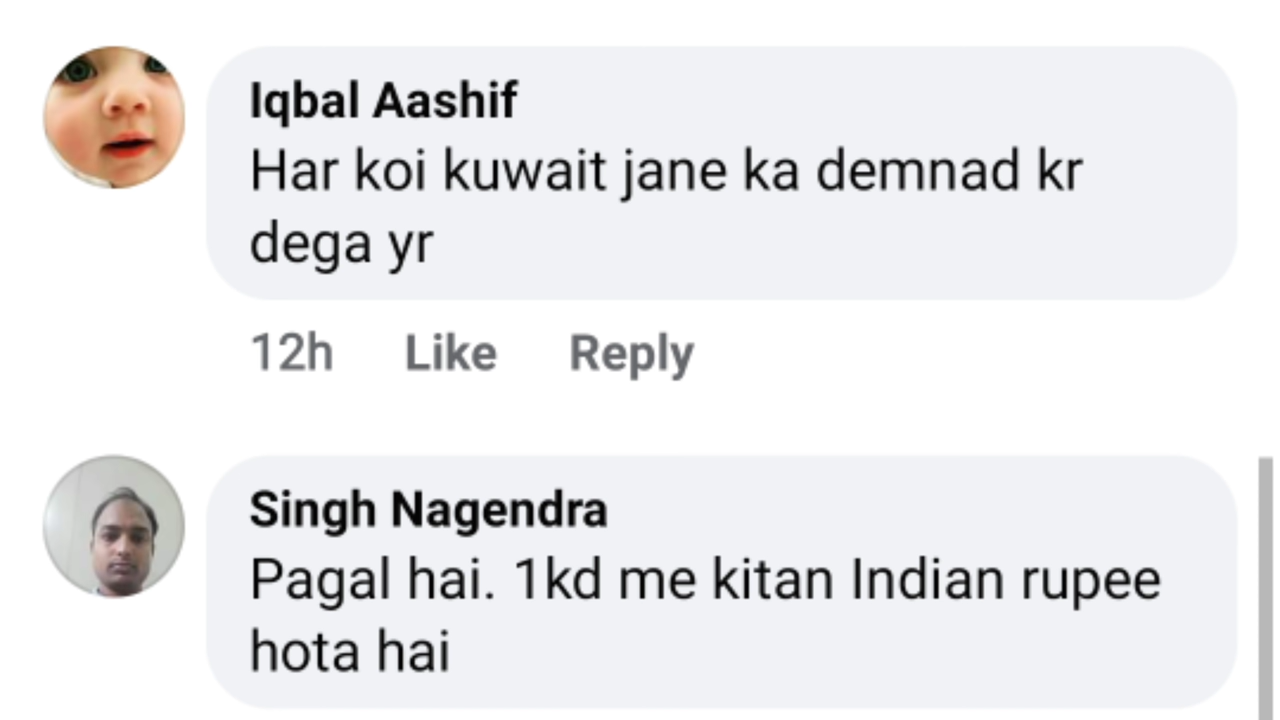 Iqbal Aashif
Har koi kuwait jane ka demnad kr
dega yr
12h Like Reply
Singh Nagendra
Pagal hai. 1kd me kitan Indian rupee
hota hai